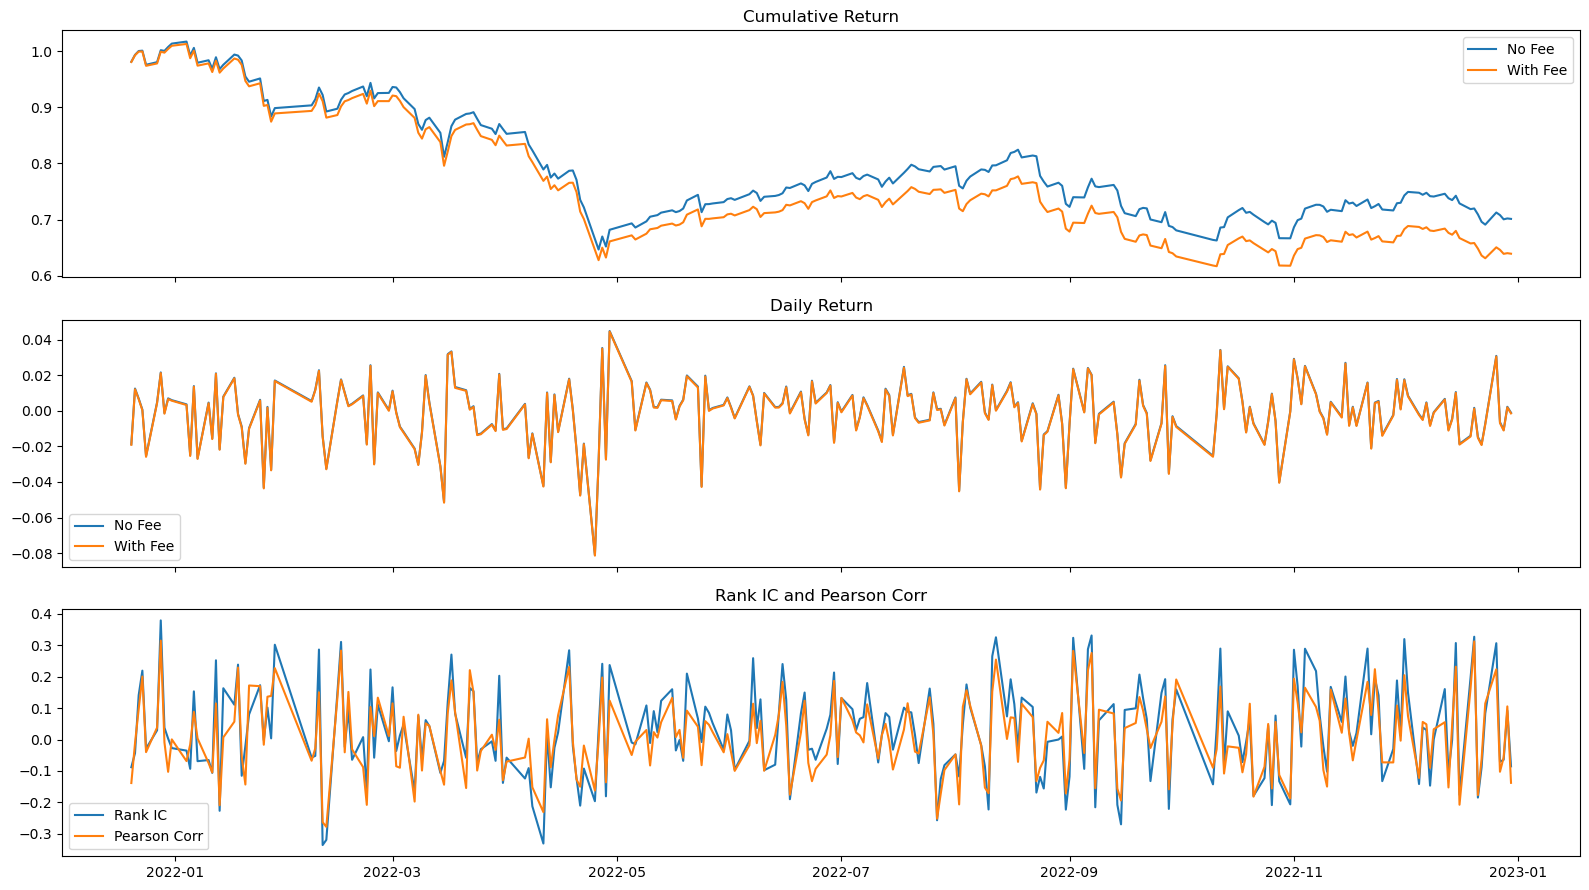 Cumulative Return
1.0
0.9
0.8
0.7
0.6
No Fee
With Fee
Daily Return
0.04
0.02
0.00
−0.02
−0.04
−0.06
−0.08
No Fee
With Fee
Rank IC and Pearson Corr
0.4
0.3
0.2
0.1
0.0
−0.1
−0.2
−0.3
Rank IC
Pearson Corr
2022-01 2022-03 2022-05 2022-07 2022-09 2022-11 2023-01